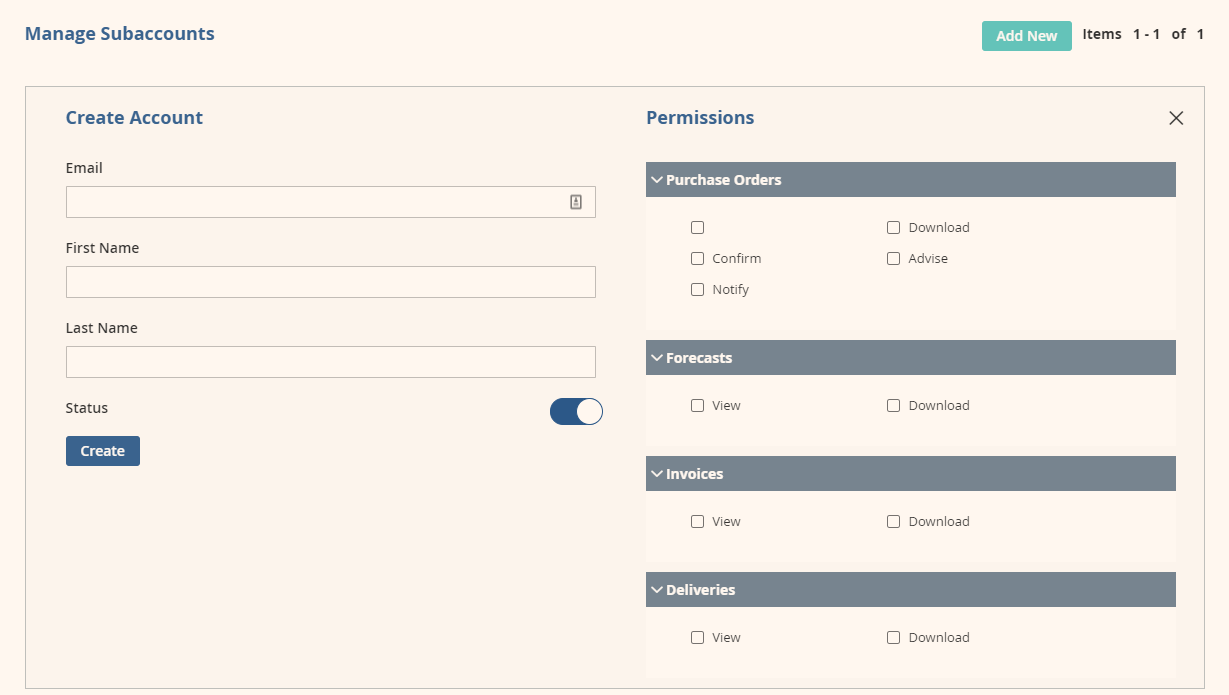 Manage Subaccounts
Add New
Items 1 - 1 of 1
Create Account
Email
First Name
Last Name
Status
Create
Permissions
Purchase Orders
Download
Confirm
Advise
Notify
Forecasts
View
Download
Invoices
View
Download
Deliveries
View
Download